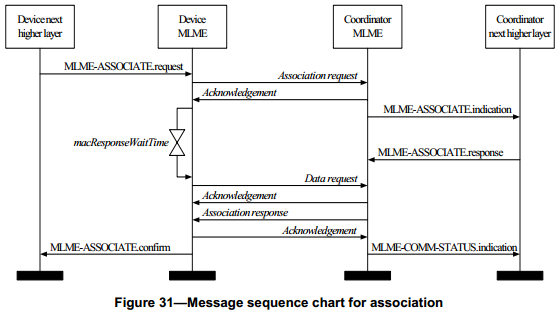 Device next
higher layer
Device
MLME
Coordinator
MLME
Coordinator
next higher layer
MLME-ASSOCIATE.request
Association request
Acknowledgement
MLME-ASSOCIATE.indication
macResponseWaitTime
MLME-ASSOCIATE.response
Data request
Acknowledgement
Association response
Acknowledgement
MLME-ASSOCIATE.confirm
MLME-COMM-STATUS.indication
Figure 31—Message sequence chart for association